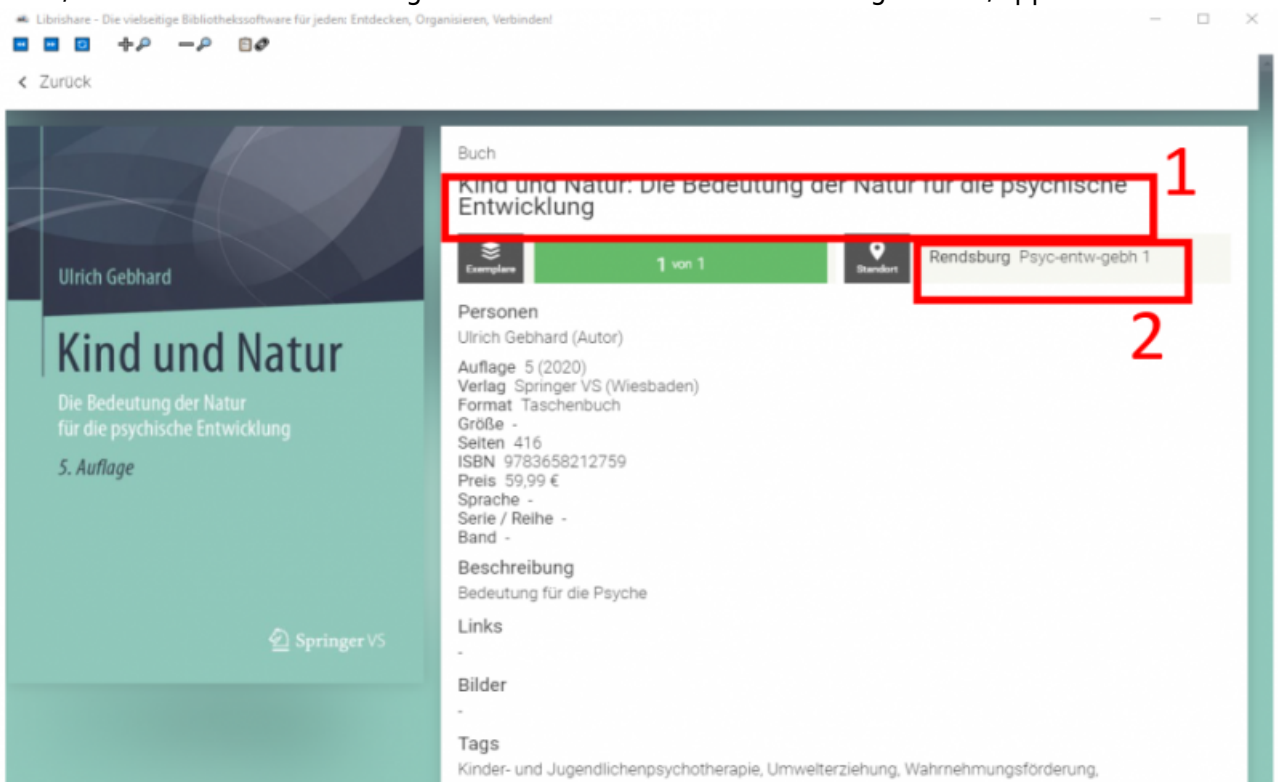 Librishare - Die vielseitige Bibliothekssoftware für jeden: Entdecken, Organisieren, Verbinden!
Zurück
Ulrich Gebhard
Kind und Natur
Die Bedeutung der Natur
für die psychische Entwicklung
5. Auflage
Springer VS
Buch
Kind und Natur: Die Bedeutung der Natur für die psychische
Entwicklung
1
Exemplare
1 von 1
Standort
Rendsburg Psyc-entw-gebh 1
2
Personen
Ulrich Gebhard (Autor)
Auflage 5 (2020)
Verlag Springer VS (Wiesbaden)
Format Taschenbuch
Größe -
Seiten 416
ISBN 9783658212759
Preis 59,99 €
Sprache -
Serie / Reihe -
Band -
Beschreibung
Bedeutung für die Psyche
Links
-
Bilder
-
Tags
Kinder- und Jugendlichenpsychotherapie, Umwelterziehung, Wahrnehmungsförderung,